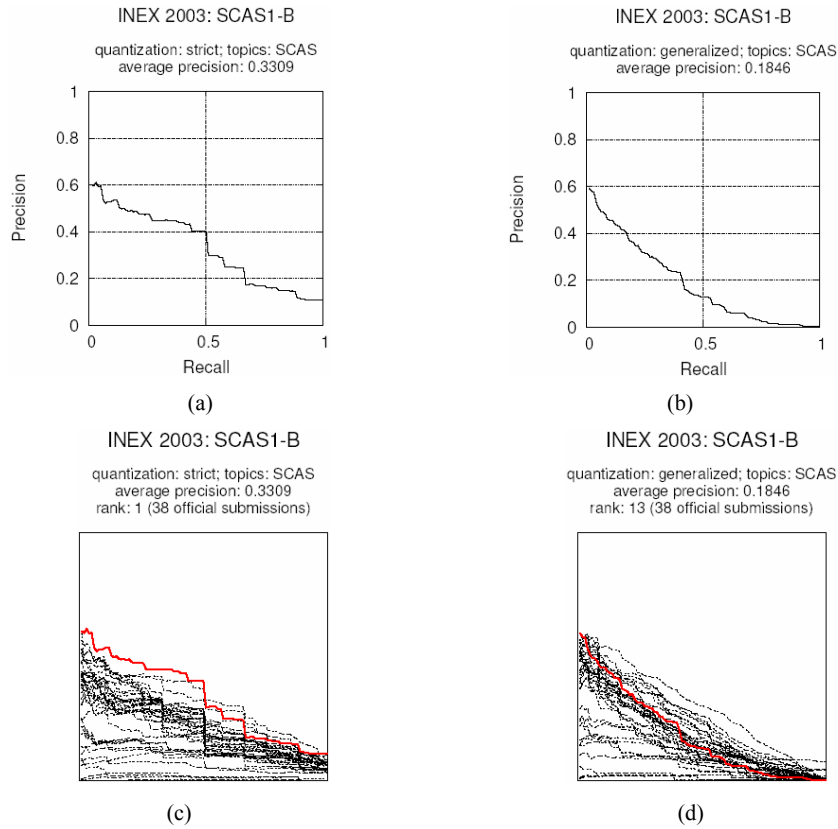 INEX 2003: SCAS1-B
quantization: strict; topics: SCAS
average precision: 0.3309
1
0.8
0.6
0.4
0.2
0
Precision
0
0.5
1
Recall
(a)
INEX 2003: SCAS1-B
quantization: generalized; topics: SCAS
average precision: 0.1846
1
0.8
0.6
0.4
0.2
0
Precision
0
0.5
1
Recall
(b)
INEX 2003: SCAS1-B
quantization: strict; topics: SCAS
average precision: 0.3309
rank: 1 (38 official submissions)
(c)
INEX 2003: SCAS1-B
quantization: generalized; topics: SCAS
average precision: 0.1846
rank: 13 (38 official submissions)
(d)